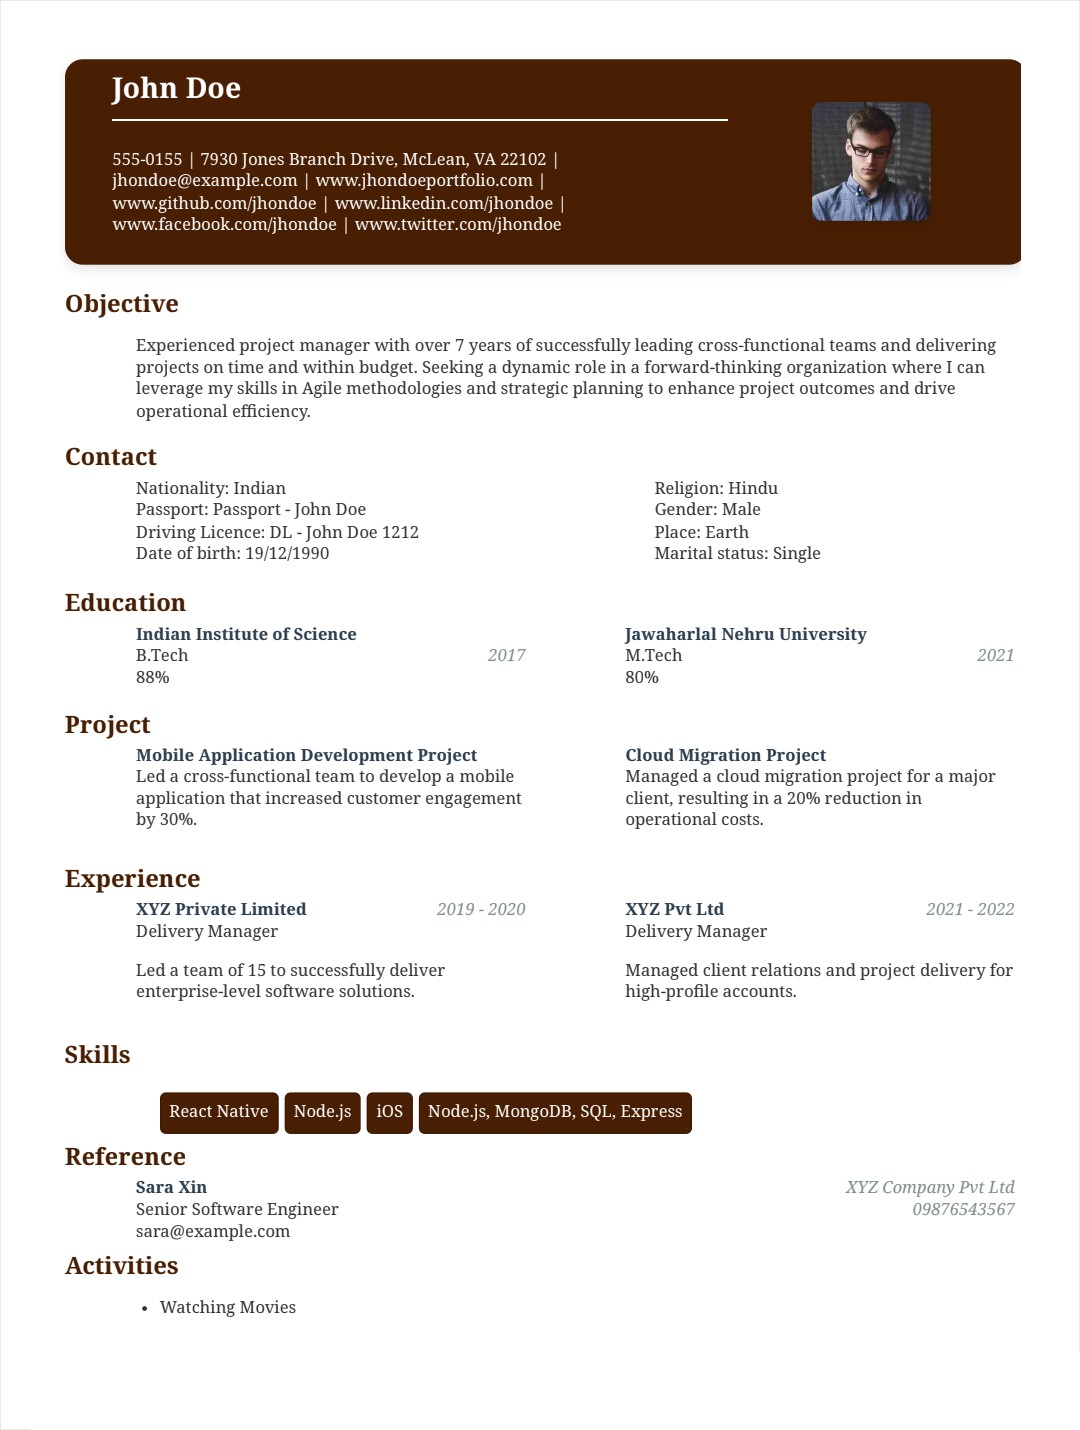 John Doe
555-0155 | 7930 Jones Branch Drive, McLean, VA 22102 |
jhondoe@example.com | www.jhondoeportfolio.com |
www.github.com/jhondoe | www.linkedin.com/jhondoe |
www.facebook.com/jhondoe | www.twitter.com/jhondoe
Objective
Experienced project manager with over 7 years of successfully leading cross-functional teams and delivering
projects on time and within budget. Seeking a dynamic role in a forward-thinking organization where I can
leverage my skills in Agile methodologies and strategic planning to enhance project outcomes and drive
operational efficiency.
Contact
Nationality: Indian
Passport: Passport - John Doe
Driving Licence: DL - John Doe 1212
Date of birth: 19/12/1990
Religion: Hindu
Gender: Male
Place: Earth
Marital status: Single
Education
Indian Institute of Science
B.Tech 2017
88%
Jawaharlal Nehru University
M.Tech 2021
80%
Project
Mobile Application Development Project
Led a cross-functional team to develop a mobile
application that increased customer engagement
by 30%.
Cloud Migration Project
Managed a cloud migration project for a major
client, resulting in a 20% reduction in
operational costs.
Experience
XYZ Private Limited 2019 - 2020
Delivery Manager
Led a team of 15 to successfully deliver
enterprise-level software solutions.
XYZ Pvt Ltd 2021 - 2022
Delivery Manager
Managed client relations and project delivery for
high-profile accounts.
Skills
React Native Node.js iOS Node.js, MongoDB, SQL, Express
Reference
Sara Xin XYZ Company Pvt Ltd
Senior Software Engineer 09876543567
sara@example.com
Activities
• Watching Movies